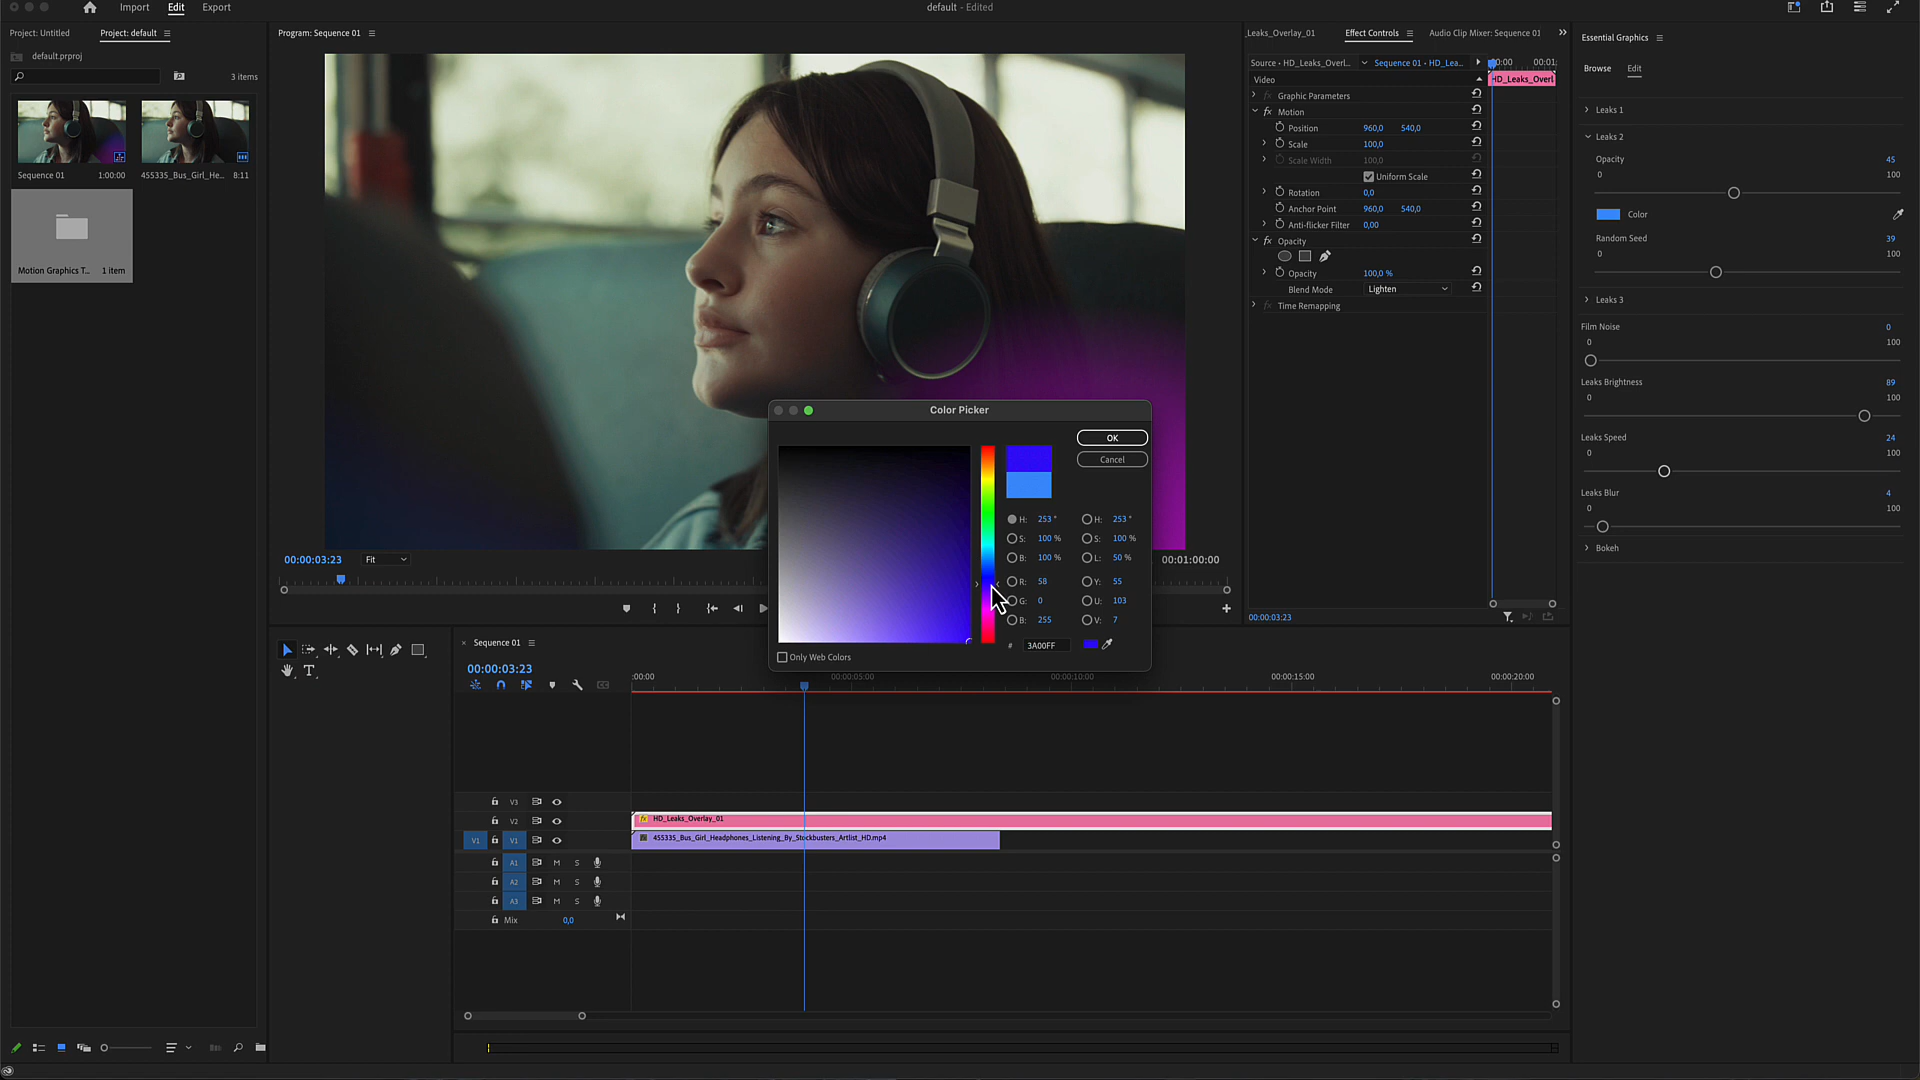 Import Edit Export
default - Edited
Project: Untitled Project: default
default.prproj
3 items
Sequence 01 1:00:00
455335_Bus_Girl_He... 8:11
Motion Graphics T... 1 item
Program: Sequence 01
00:00:03:23 Fit
00:01:00:00
_Leaks_Overlay_01 Effect Controls Audio Clip Mixer: Sequence 01
Source • HD_Leaks_Overl... Sequence 01 • HD_Lea...
:00 00:01:
Video
HD_Leaks_Overl
Graphic Parameters
fx Motion
Position 960,0 540,0
Scale 100,0
Scale Width 100,0
Uniform Scale
Rotation 0,0
Anchor Point 960,0 540,0
Anti-flicker Filter 0,00
fx Opacity
Opacity 100,0 %
Blend Mode Lighten
Time Remapping
00:00:03:23
Essential Graphics
Browse Edit
Leaks 1
Leaks 2
Opacity 45
0 100
Color
Random Seed 39
0 100
Leaks 3
Film Noise 0
0 100
Leaks Brightness 89
0 100
Leaks Speed 24
0 100
Leaks Blur 4
0 100
Bokeh
Color Picker
OK
Cancel
H: 253 ° H: 253 °
S: 100 % S: 100 %
B: 100 % L: 50 %
R: 58 Y: 55
G: 0 U: 103
B: 255 V: 7
# 3A00FF
Only Web Colors
T
Sequence 01
00:00:03:23
:00:00 00:00:05:00 00:00:10:00 00:00:15:00 00:00:20:00
V3
V2
HD_Leaks_Overlay_01
V1 V1
455335_Bus_Girl_Headphones_Listening_By_Stockbusters_Artlist_HD.mp4
A1 M S
A2 M S
A3 M S
Mix 0,0